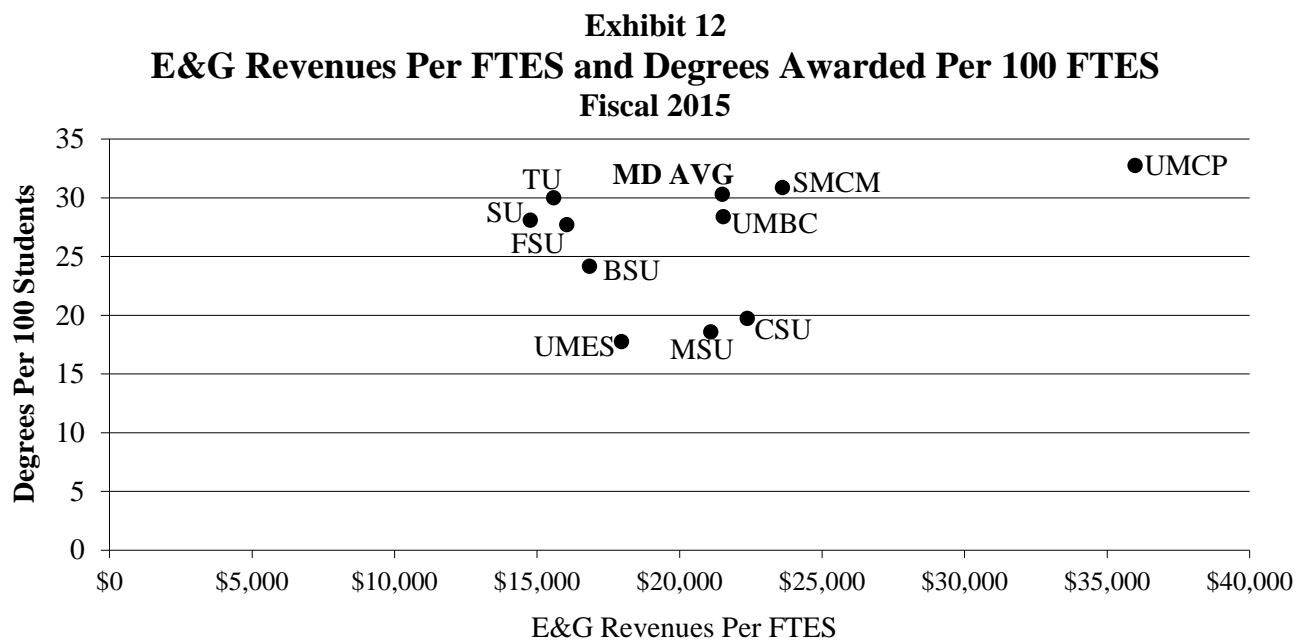 Exhibit 12
E&G Revenues Per FTES and Degrees Awarded Per 100 FTES
Fiscal 2015
Degrees Per 100 Students
35
30
25
20
15
10
5
0
TU
MD AVG
SMCM
UMCP
SU
FSU
UMBC
BSU
UMES
MSU
CSU
$0 $5,000 $10,000 $15,000 $20,000 $25,000 $30,000 $35,000 $40,000
E&G Revenues Per FTES